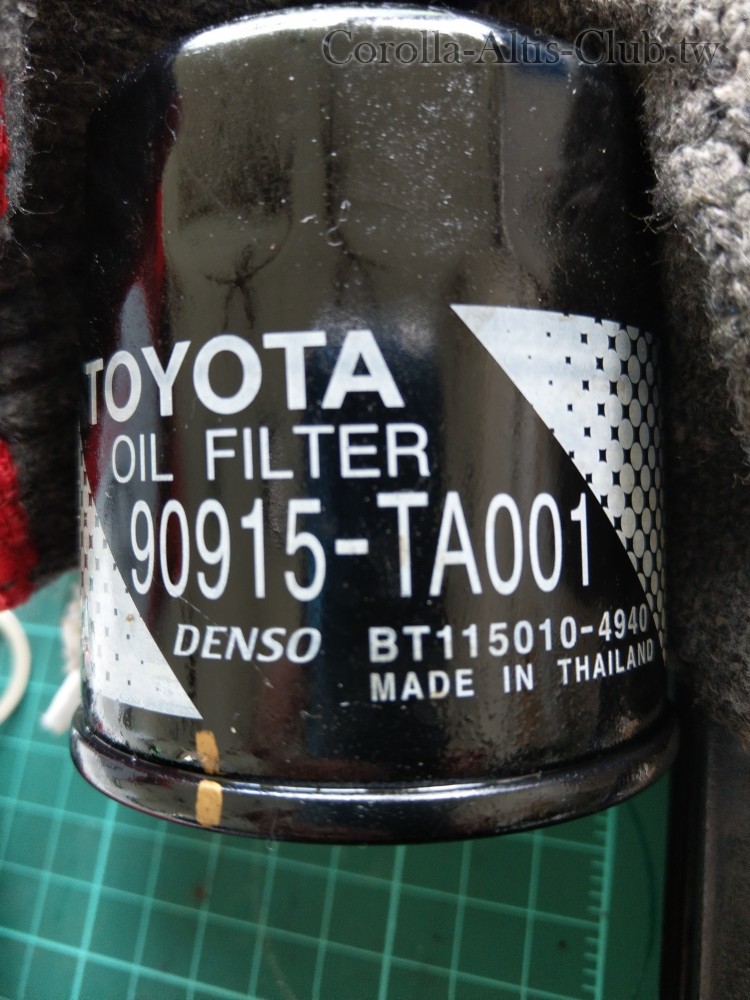 Corolla-Altis-Club.tw
TOYOTA
OIL FILTER
90915-TA001
DENSO BT115010-4940
MADE IN THAILAND